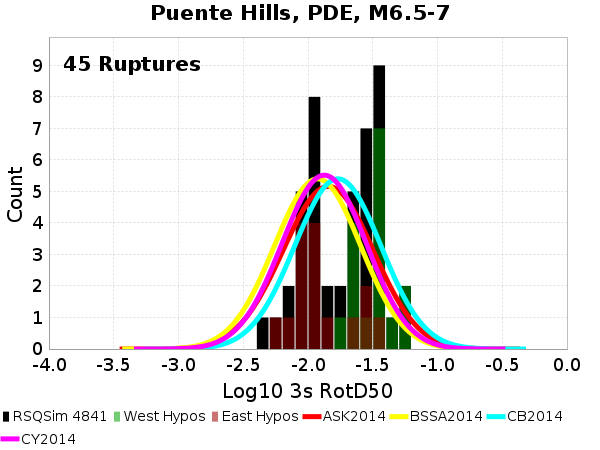 Puente Hills, PDE, M6.5-7
45 Ruptures
9
8
7
6
5
4
3
2
1
0
Count
-4.0 -3.5 -3.0 -2.5 -2.0 -1.5 -1.0 -0.5 0.0
Log10 3s RotD50
RSQSim 4841 West Hypos East Hypos ASK2014 BSSA2014 CB2014
CY2014